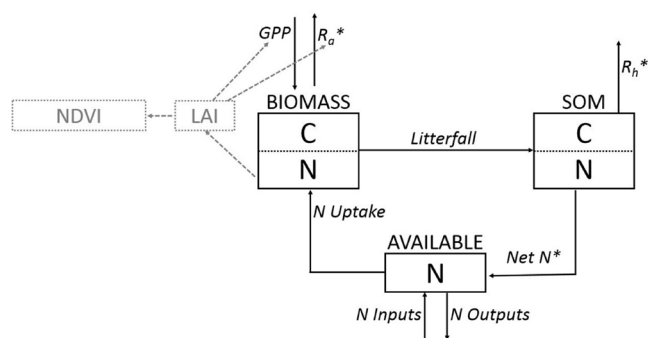 GPP
Ra*
Rh*
BIOMASS
SOM
NDVI
LAI
C
Litterfall
C
N
N
N Uptake
AVAILABLE
N
Net N*
N Inputs
N Outputs